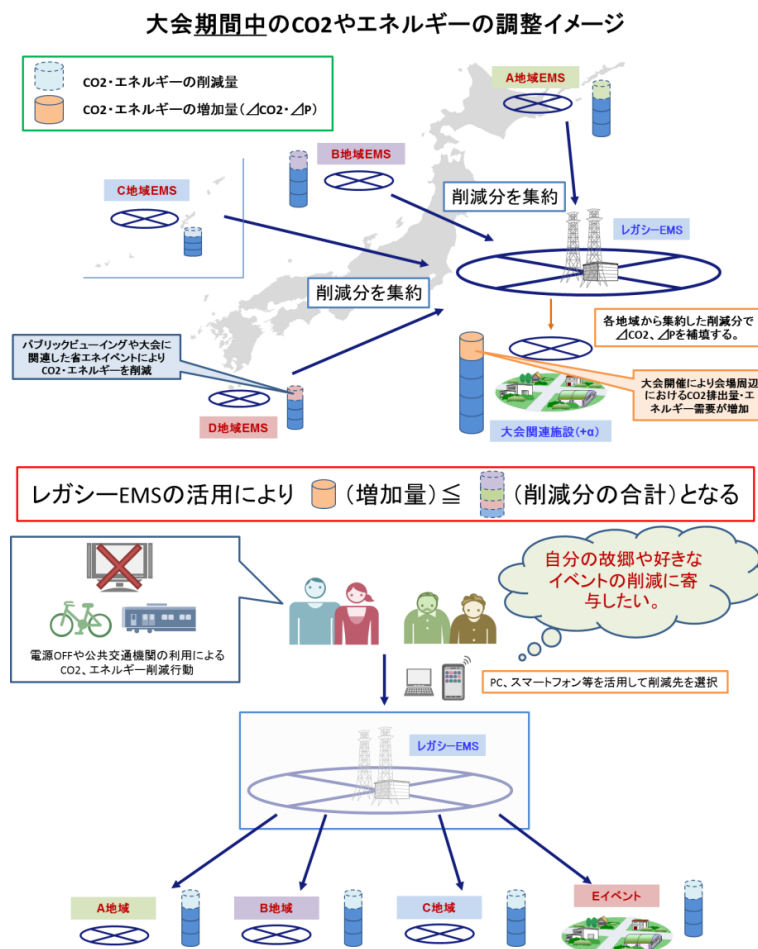 大会期間中のCO2やエネルギーの調整イメージ
CO2・エネルギーの削減量
CO2・エネルギーの増加量(⊿CO2・⊿P)
A地域EMS
B地域EMS
C地域EMS
削減分を集約
レガシーEMS
削減分を集約
各地域から集約した削減分で
⊿CO2、⊿Pを補填する。
パブリックビューイングや大会に
関連した省エネイベントにより
CO2・エネルギーを削減
大会開催により会場周辺
におけるCO2排出量・エ
ネルギー需要が増加
D地域EMS
大会関連施設(+α)
レガシーEMSの活用により (増加量)≦ (削減分の合計)となる
自分の故郷や好きな
イベントの削減に寄
与したい。
電源OFFや公共交通機関の利用による
CO2、エネルギー削減行動
PC、スマートフォン等を活用して削減先を選択
レガシーEMS
A地域
B地域
C地域
Eイベント